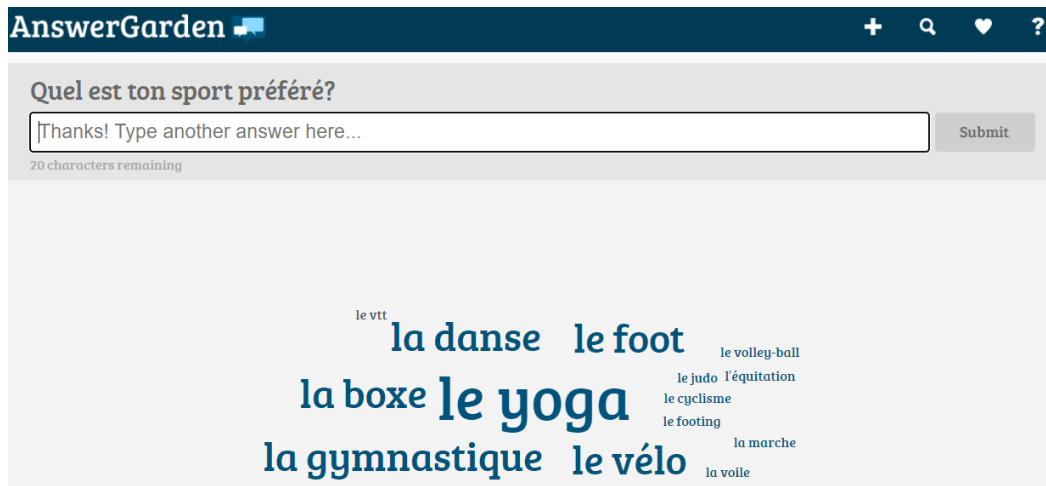 AnswerGarden
Quel est ton sport préféré?
Thanks! Type another answer here...
Submit
20 characters remaining
le vtt
la danse le foot
le volley-ball
le judo l'équitation
la boxe le yoga
le cyclisme
le footing
la marche
la gymnastique le vélo
la voile